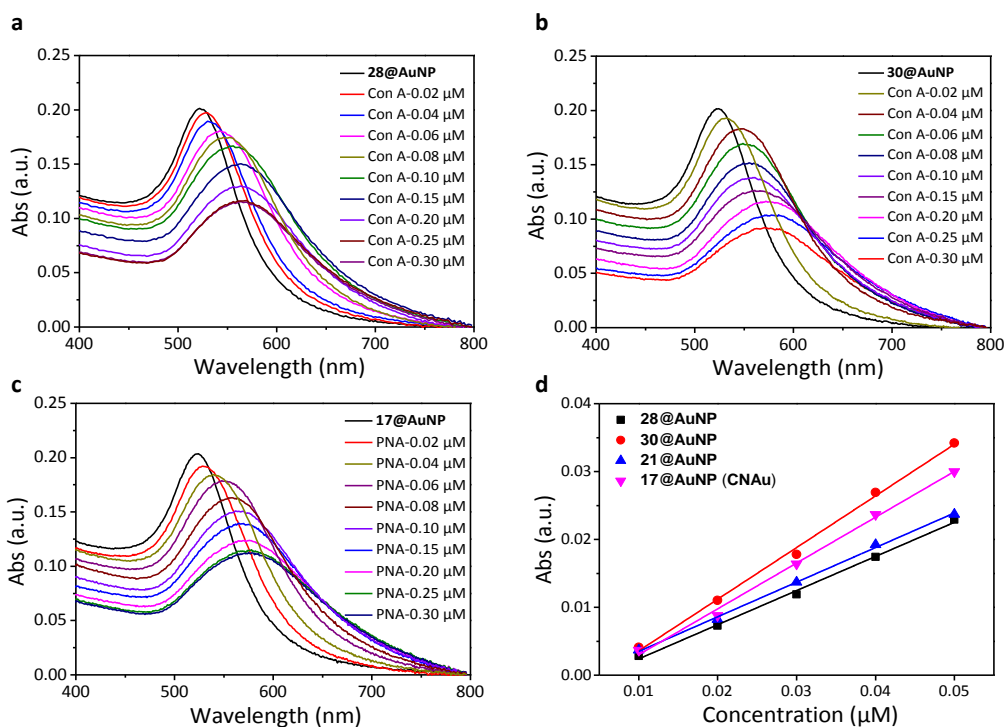 a
0.25
0.20
0.15
0.10
0.05
0.00
Abs (a.u.)
400 500 600 700 800
Wavelength (nm)
28@AuNP
Con A-0.02 μM
Con A-0.04 μM
Con A-0.06 μM
Con A-0.08 μM
Con A-0.10 μM
Con A-0.15 μM
Con A-0.20 μM
Con A-0.25 μM
Con A-0.30 μM
b
0.25
0.20
0.15
0.10
0.05
0.00
Abs (a.u.)
400 500 600 700 800
Wavelength (nm)
30@AuNP
Con A-0.02 μM
Con A-0.04 μM
Con A-0.06 μM
Con A-0.08 μM
Con A-0.10 μM
Con A-0.15 μM
Con A-0.20 μM
Con A-0.25 μM
Con A-0.30 μM
c
0.25
0.20
0.15
0.10
0.05
0.00
Abs (a.u.)
400 500 600 700 800
Wavelength (nm)
17@AuNP
PNA-0.02 μM
PNA-0.04 μM
PNA-0.06 μM
PNA-0.08 μM
PNA-0.10 μM
PNA-0.15 μM
PNA-0.20 μM
PNA-0.25 μM
PNA-0.30 μM
d
0.04
0.03
0.02
0.01
0.00
Abs (a.u.)
0.01 0.02 0.03 0.04 0.05
Concentration (μM)
28@AuNP
30@AuNP
21@AuNP
17@AuNP (CNAu)